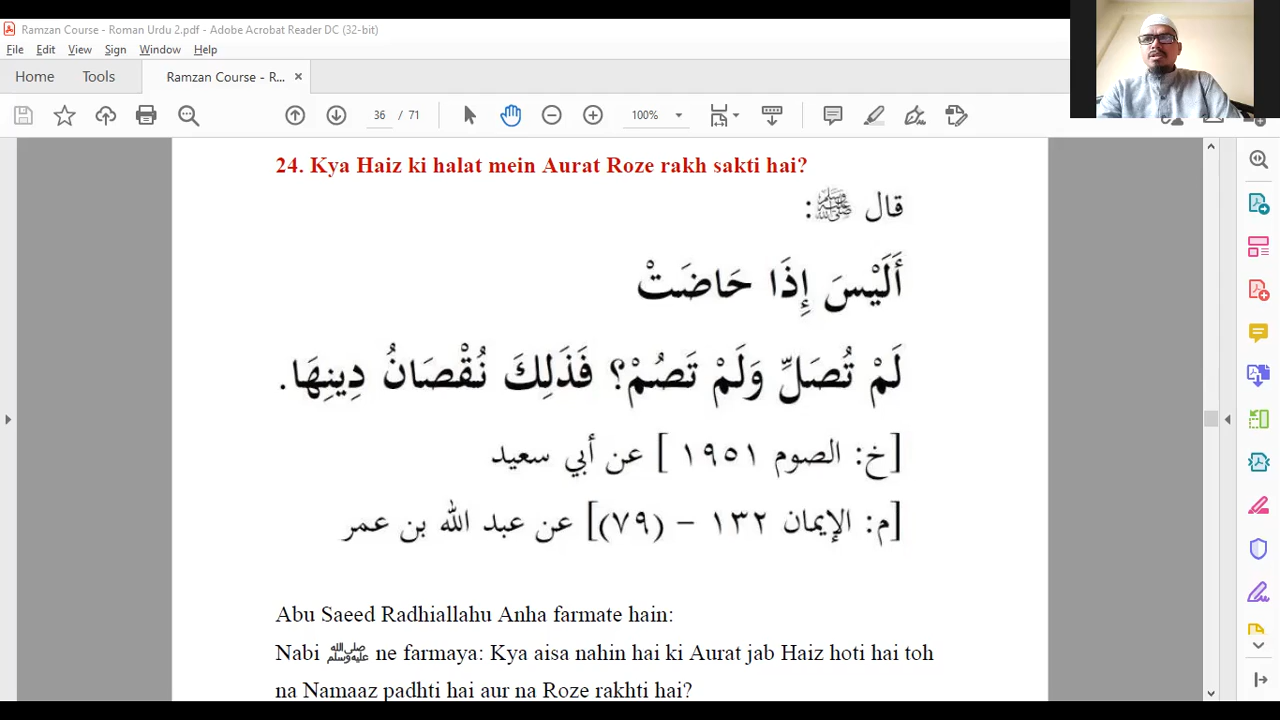 Ramzan Course - Roman Urdu 2.pdf - Adobe Acrobat Reader DC (32-bit)
File Edit View Sign Window Help
Home Tools Ramzan Course - R... ×
36 / 71 100%
24. Kya Haiz ki halat mein Aurat Roze rakh sakti hai?
قال ﷺ:
أَلَيْسَ إِذَا حَاضَتْ
لَمْ تُصَلِّ وَلَمْ تَصُمْ؟ فَذَلِكَ نُقْصَانُ دِينِهَا.
[خ: الصوم ١٩٥١ ] عن أبي سعيد
[م: الإيمان ١٣٢ – (٧٩)] عن عبد الله بن عمر
Abu Saeed Radhiallahu Anha farmate hain:
Nabi ﷺ ne farmaya: Kya aisa nahin hai ki Aurat jab Haiz hoti hai toh
na Namaaz padhti hai aur na Roze rakhti hai?